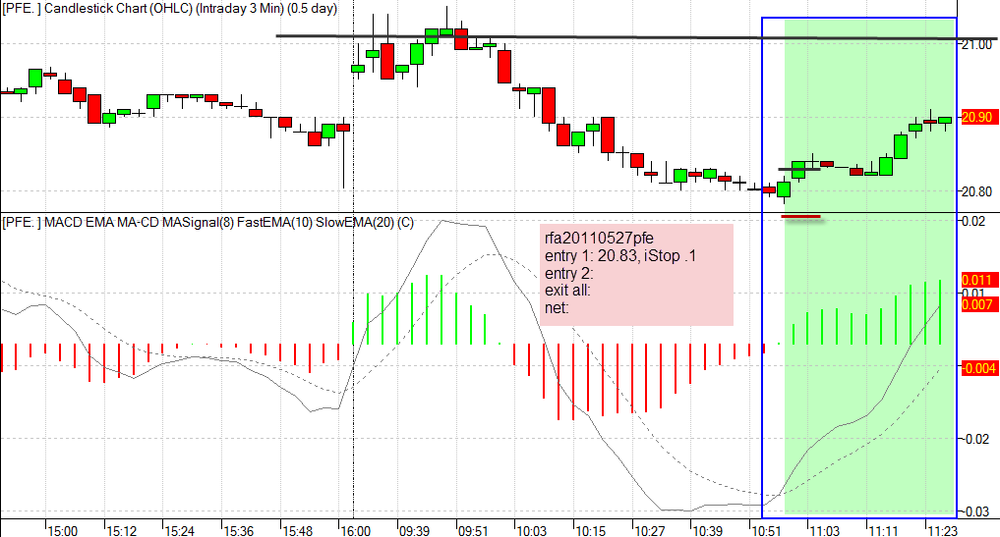 [PFE. ] Candlestick Chart (OHLC) (Intraday 3 Min) (0.5 day)
21.00
20.90
20.80
[PFE. ] MACD EMA MA-CD MASignal(8) FastEMA(10) SlowEMA(20) (C)
0.02
rfa20110527pfe
entry 1: 20.83, iStop .1
entry 2:
exit all:
net:
0.011
0.01
0.007
-0.004
-0.02
-0.03
15:00 15:12 15:24 15:36 15:48 16:00 09:39 09:51 10:03 10:15 10:27 10:39 10:51 11:03 11:11 11:23